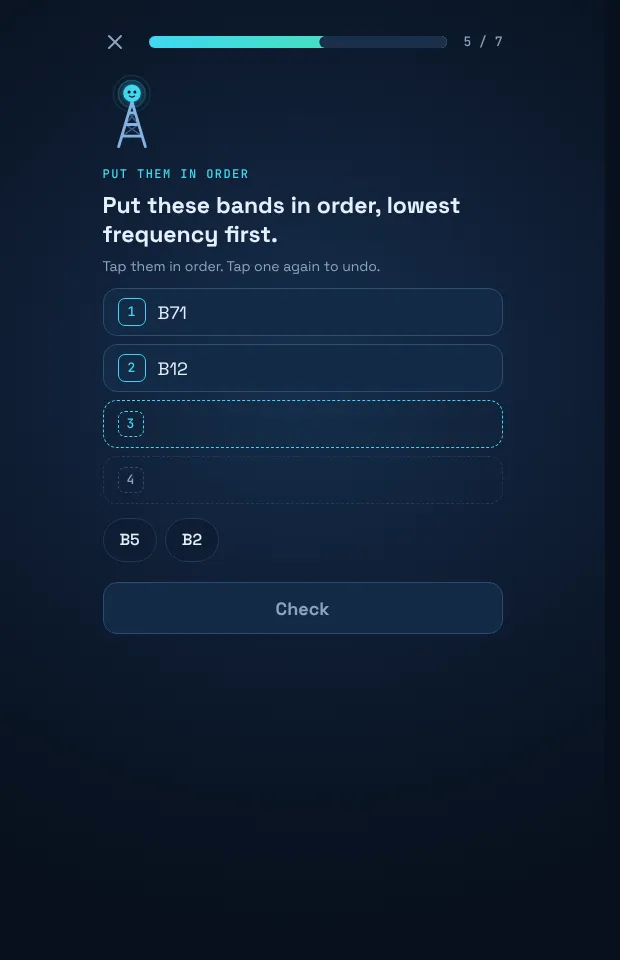 5 / 7
PUT THEM IN ORDER
Put these bands in order, lowest
frequency first.
Tap them in order. Tap one again to undo.
1 B71
2 B12
3
4
B5 B2
Check